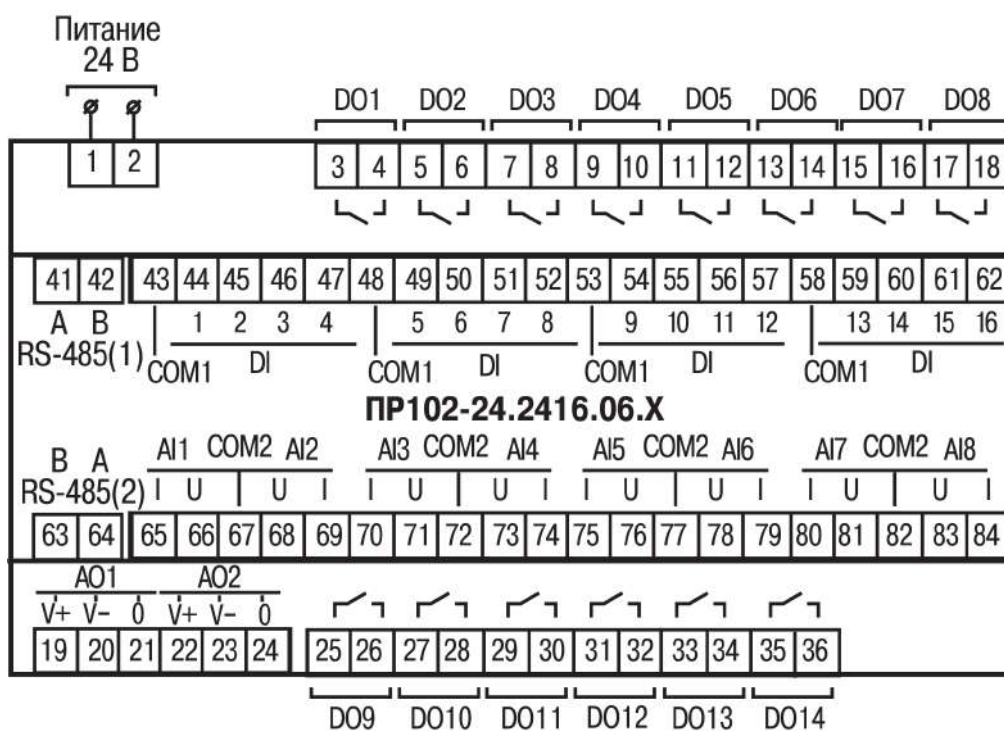 Питание
24 В
DO1 DO2 DO3 DO4 DO5 DO6 DO7 DO8
1 2 3 4 5 6 7 8 9 10 11 12 13 14 15 16 17 18
41 42 43 44 45 46 47 48 49 50 51 52 53 54 55 56 57 58 59 60 61 62
A B 1 2 3 4 5 6 7 8 9 10 11 12 13 14 15 16
RS-485(1) COM1 DI COM1 DI COM1 DI COM1 DI
ПР102-24.2416.06.X
B A AI1 COM2 AI2 AI3 COM2 AI4 AI5 COM2 AI6 AI7 COM2 AI8
RS-485(2) I U U I I U U I I U U I I U U I
63 64 65 66 67 68 69 70 71 72 73 74 75 76 77 78 79 80 81 82 83 84
AO1 AO2
V+ V- 0 V+ V- 0
19 20 21 22 23 24 25 26 27 28 29 30 31 32 33 34 35 36
DO9 DO10 DO11 DO12 DO13 DO14